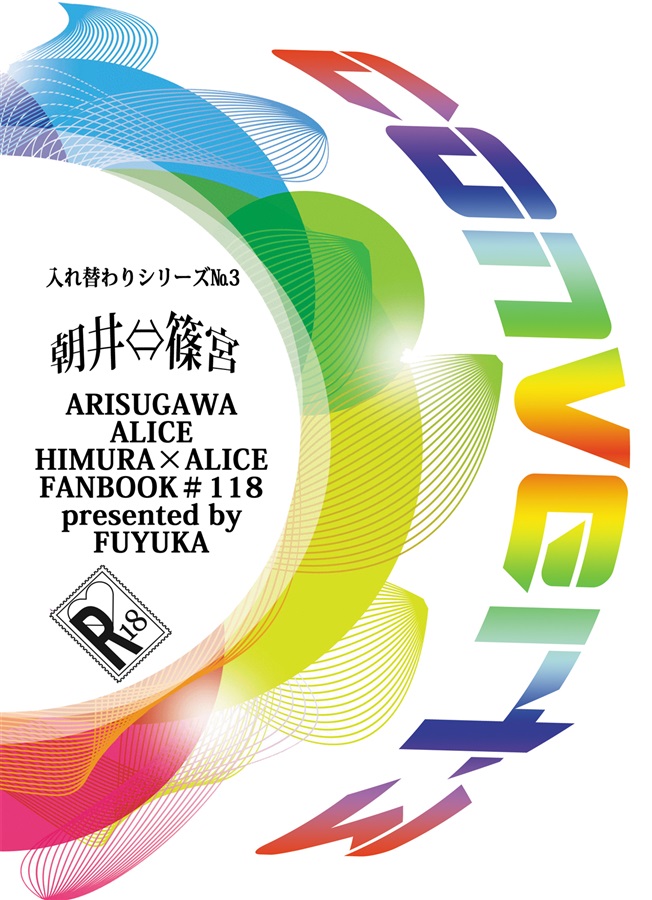 converts
入れ替わりシリーズ№3
朝井⇔篠宮
ARISUGAWA
ALICE
HIMURA×ALICE
FANBOOK＃118
presented by
FUYUKA
R18